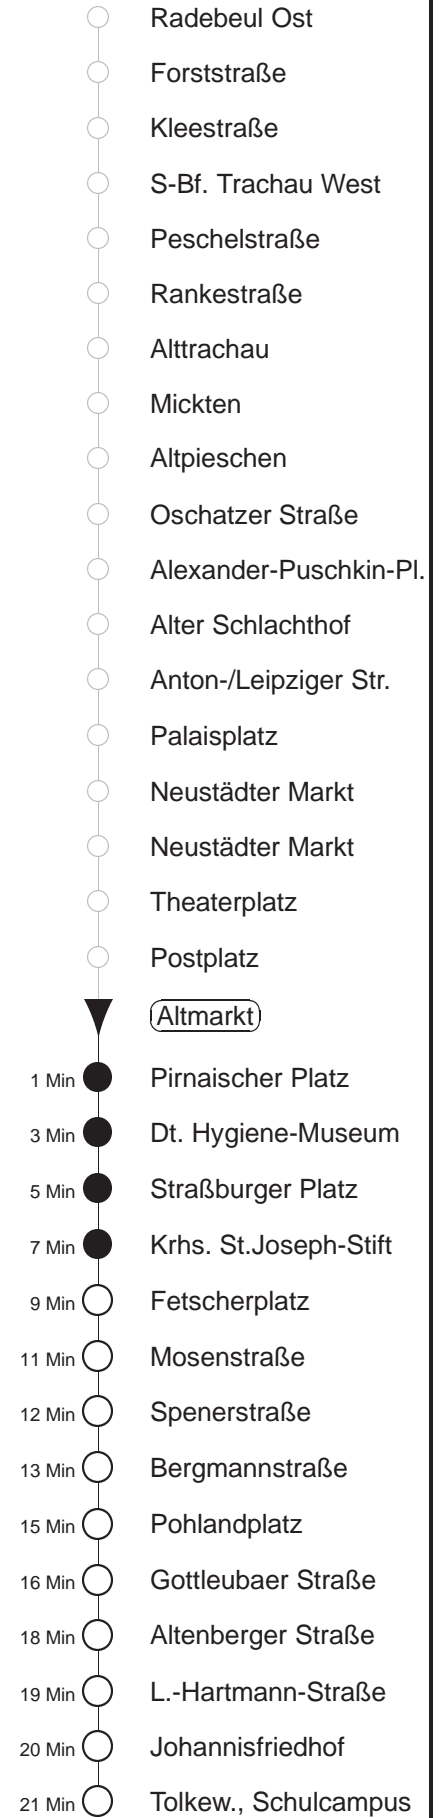 Radebeul Ost
Forststraße
Kleestraße
S-Bf. Trachau West
Peschelstraße
Rankestraße
Alttrachau
Mickten
Altpieschen
Oschatzer Straße
Alexander-Puschkin-Pl.
Alter Schlachthof
Anton-/Leipziger Str.
Palaisplatz
Neustädter Markt
Neustädter Markt
Theaterplatz
Postplatz
Altmarkt
1 Min Pirnaischer Platz
3 Min Dt. Hygiene-Museum
5 Min Straßburger Platz
7 Min Krhs. St.Joseph-Stift
9 Min Fetscherplatz
11 Min Mosenstraße
12 Min Spenerstraße
13 Min Bergmannstraße
15 Min Pohlandplatz
16 Min Gottleubaer Straße
18 Min Altenberger Straße
19 Min L.-Hartmann-Straße
20 Min Johannisfriedhof
21 Min Tolkew., Schulcampus